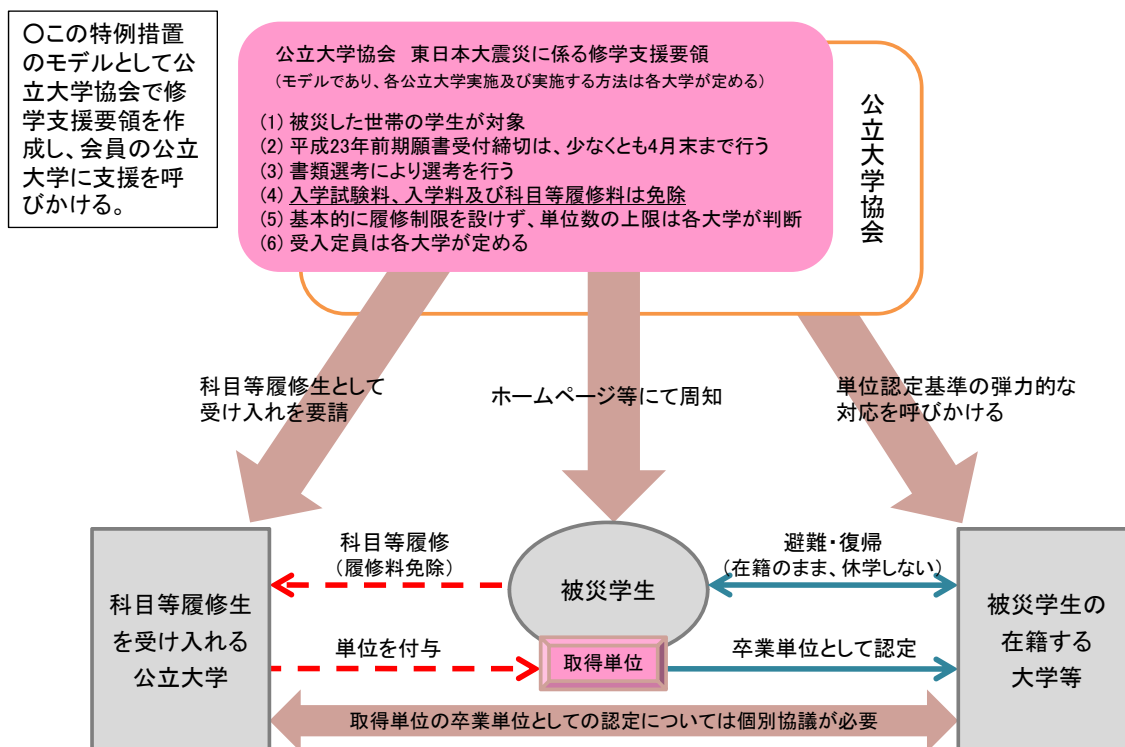 〇この特例措置
のモデルとして公
立大学協会で修
学支援要領を作
成し、会員の公立
大学に支援を呼
びかける。
公立大学協会　東日本大震災に係る修学支援要領
(モデルであり、各公立大学実施及び実施する方法は各大学が定める)
(1) 被災した世帯の学生が対象
(2) 平成23年前期願書受付締切は、少なくとも4月末まで行う
(3) 書類選考により選考を行う
(4) 入学試験料、入学料及び科目等履修料は免除
(5) 基本的に履修制限を設けず、単位数の上限は各大学が判断
(6) 受入定員は各大学が定める
公立大学協会
科目等履修生として
受け入れを要請
ホームページ等にて周知
単位認定基準の弾力的な
対応を呼びかける
科目等履修
(履修料免除)
避難・復帰
(在籍のまま、休学しない)
科目等履修生
を受け入れる
公立大学
被災学生
被災学生の
在籍する
大学等
単位を付与
取得単位
卒業単位として認定
取得単位の卒業単位としての認定については個別協議が必要